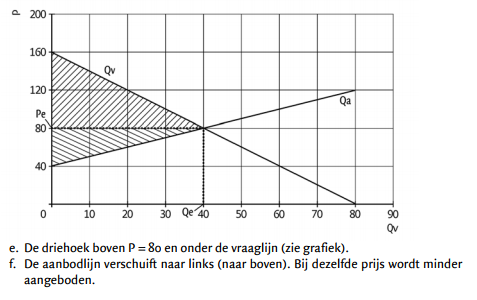 P
200
160
Qv
120
Qa
Pe
80
40
0 10 20 30 Qe 40 50 60 70 80 90
Qv
e. De driehoek boven P = 80 en onder de vraaglijn (zie grafiek).
f. De aanbodlijn verschuift naar links (naar boven). Bij dezelfde prijs wordt minder
aangeboden.